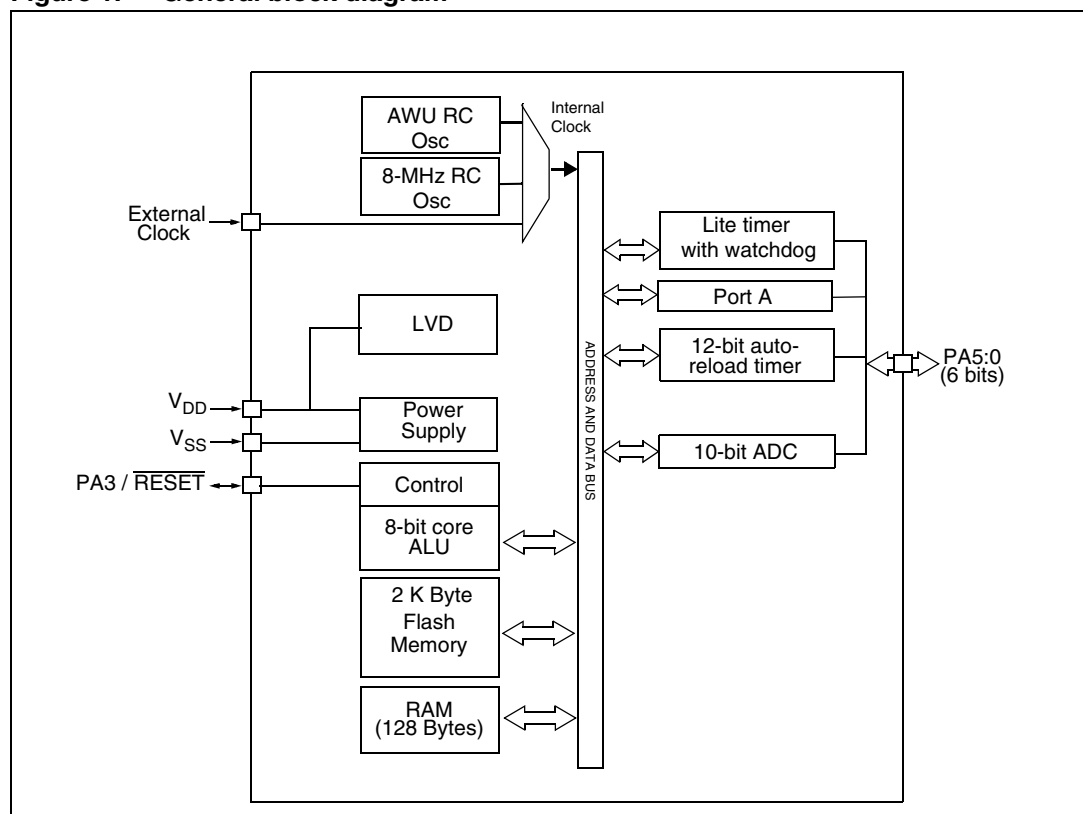 Figure 1. General block diagram
AWU RC
Osc
8-MHz RC
Osc
Internal
Clock
External
Clock
LVD
VDD
VSS
Power
Supply
PA3 / RESET
Control
8-bit core
ALU
2 K Byte
Flash
Memory
RAM
(128 Bytes)
ADDRESS AND DATA BUS
Lite timer
with watchdog
Port A
12-bit auto-
reload timer
10-bit ADC
PA5:0
(6 bits)